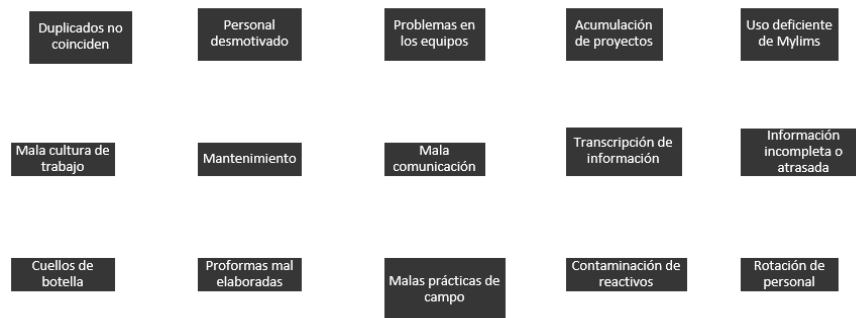 Duplicados no
coinciden
Personal
desmotivado
Problemas en
los equipos
Acumulación
de proyectos
Uso deficiente
de Mylims
Mala cultura de
trabajo
Mantenimiento
Mala
comunicación
Transcripción de
información
Información
incompleta o
atrasada
Cuellos de
botella
Proformas mal
elaboradas
Malas prácticas de
campo
Contaminación de
reactivos
Rotación de
personal